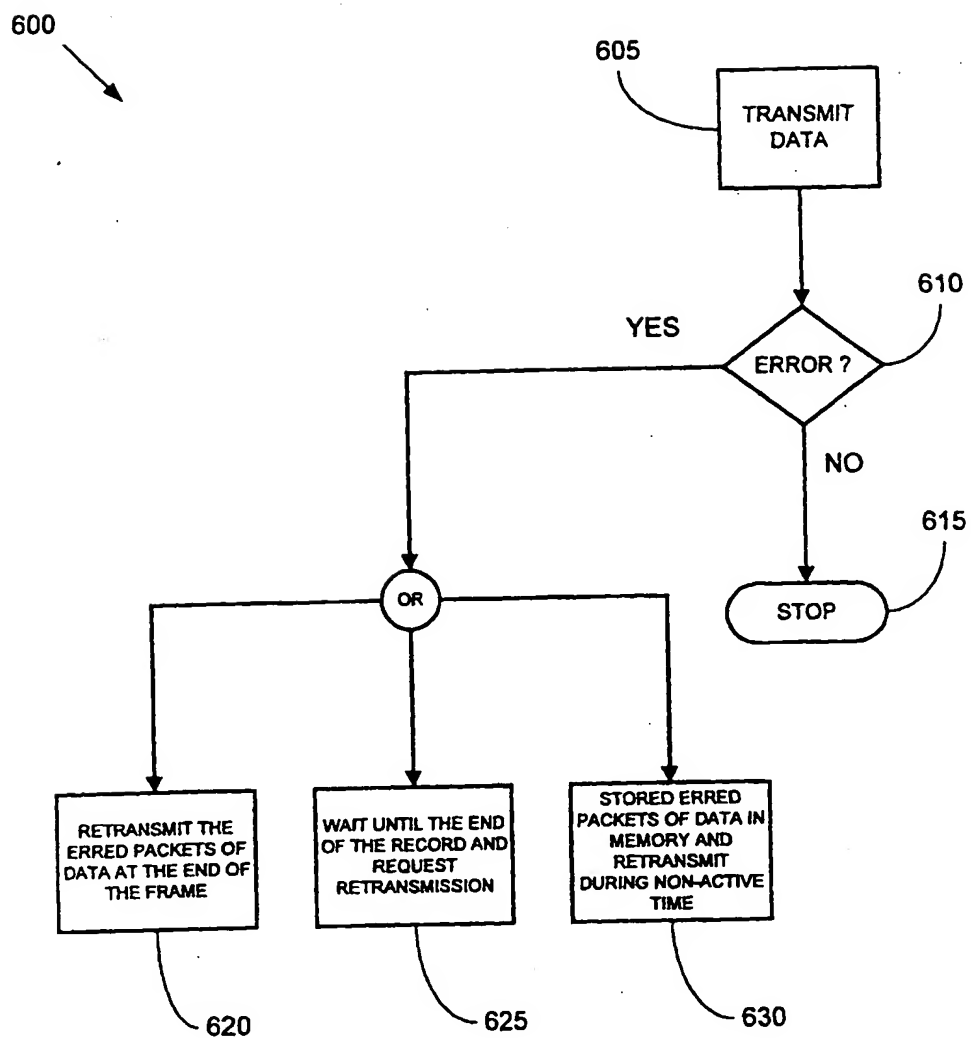 600
605
TRANSMIT
DATA
610
YES
ERROR ?
NO
615
OR
STOP
RETRANSMIT THE
ERRED PACKETS OF
DATA AT THE END OF
THE FRAME
WAIT UNTIL THE END
OF THE RECORD AND
REQUEST
RETRANSMISSION
STORED ERRED
PACKETS OF DATA IN
MEMORY AND
RETRANSMIT
DURING NON-ACTIVE
TIME
620
625
630